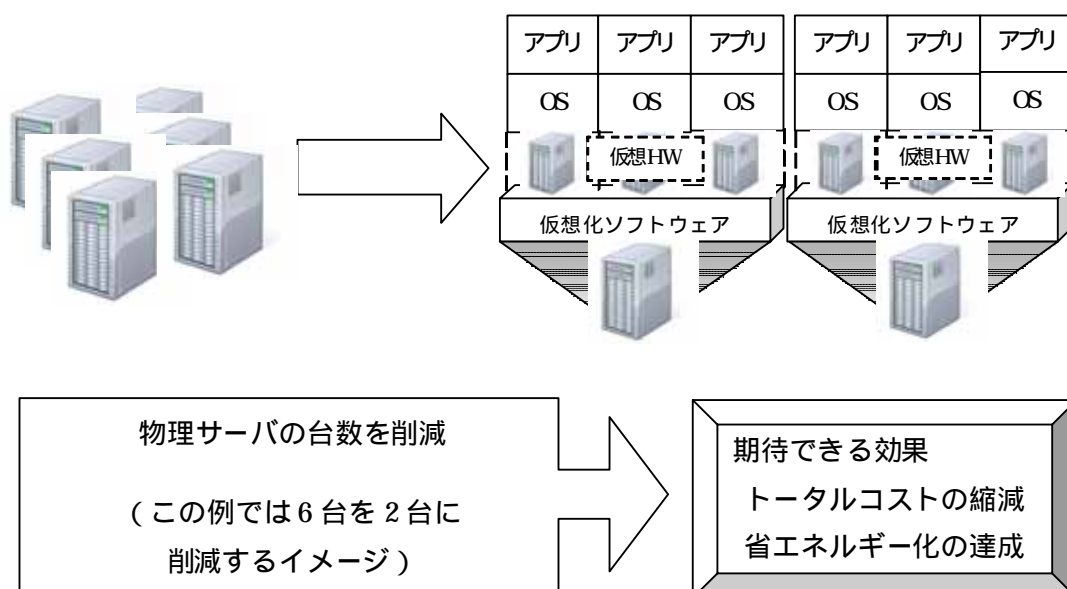 アプリ アプリ アプリ アプリ アプリ アプリ
OS OS OS OS OS OS
仮想HW 仮想HW
仮想化ソフトウェア 仮想化ソフトウェア
物理サーバの台数を削減
(この例では6台を2台に
削減するイメージ)
期待できる効果
トータルコストの縮減
省エネルギー化の達成